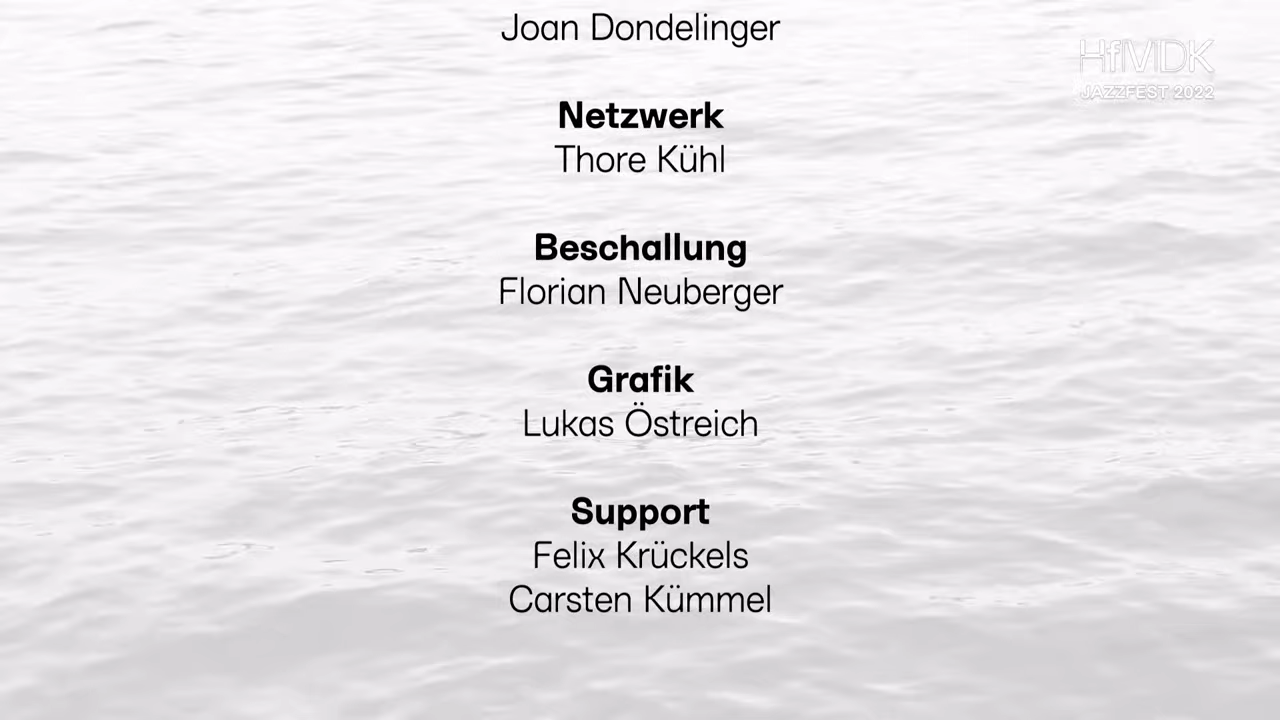 Joan Dondelinger
HfMDK
JAZZFEST 2022
Netzwerk
Thore Kühl
Beschallung
Florian Neuberger
Grafik
Lukas Östreich
Support
Felix Krückels
Carsten Kümmel